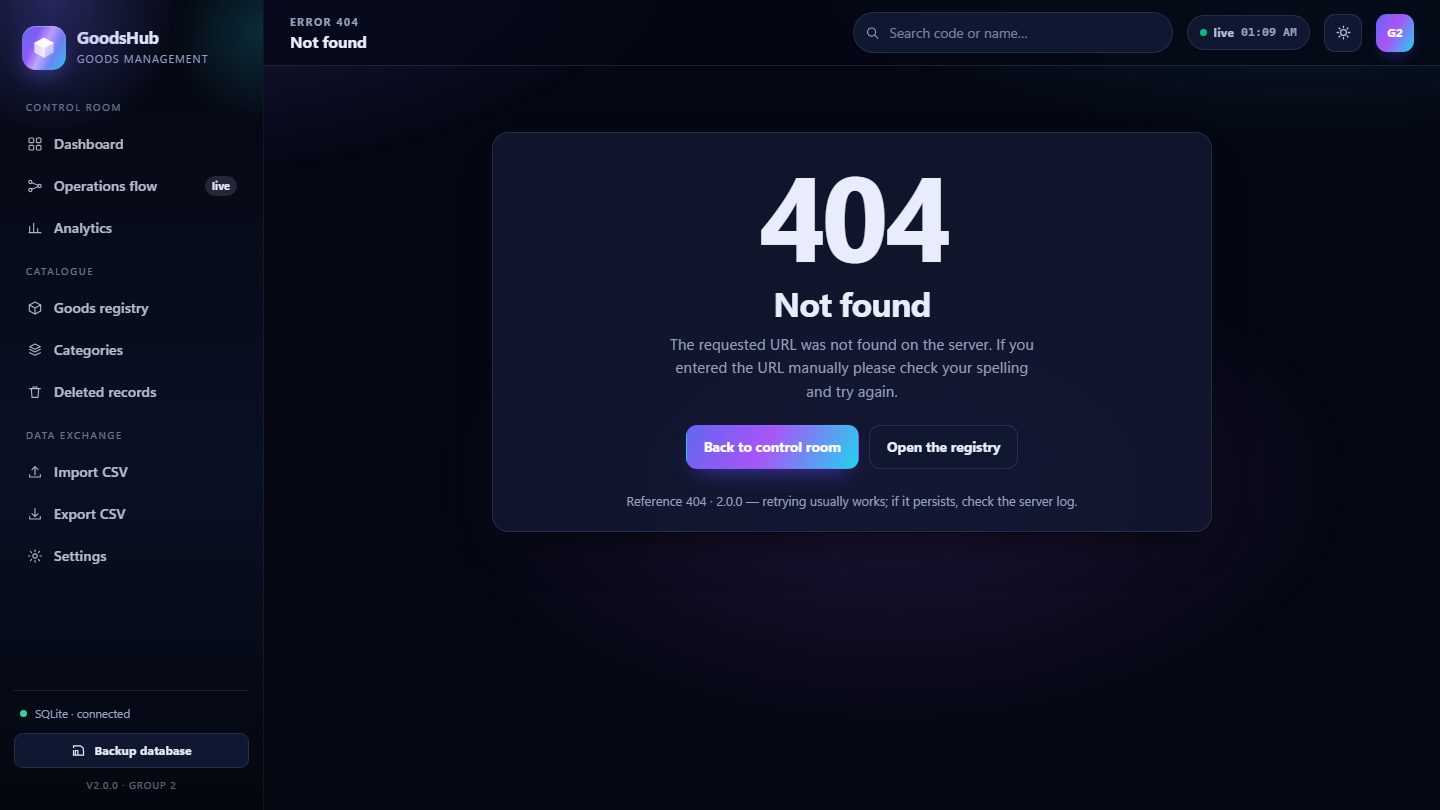 GoodsHub
GOODS MANAGEMENT
CONTROL ROOM
Dashboard
Operations flow
live
Analytics
CATALOGUE
Goods registry
Categories
Deleted records
DATA EXCHANGE
Import CSV
Export CSV
Settings
SQLite · connected
Backup database
V2.0.0 · GROUP 2
ERROR 404
Not found
Search code or name...
live 01:09 AM
G2
404
Not found
The requested URL was not found on the server. If you
entered the URL manually please check your spelling
and try again.
Back to control room
Open the registry
Reference 404 · 2.0.0 — retrying usually works; if it persists, check the server log.